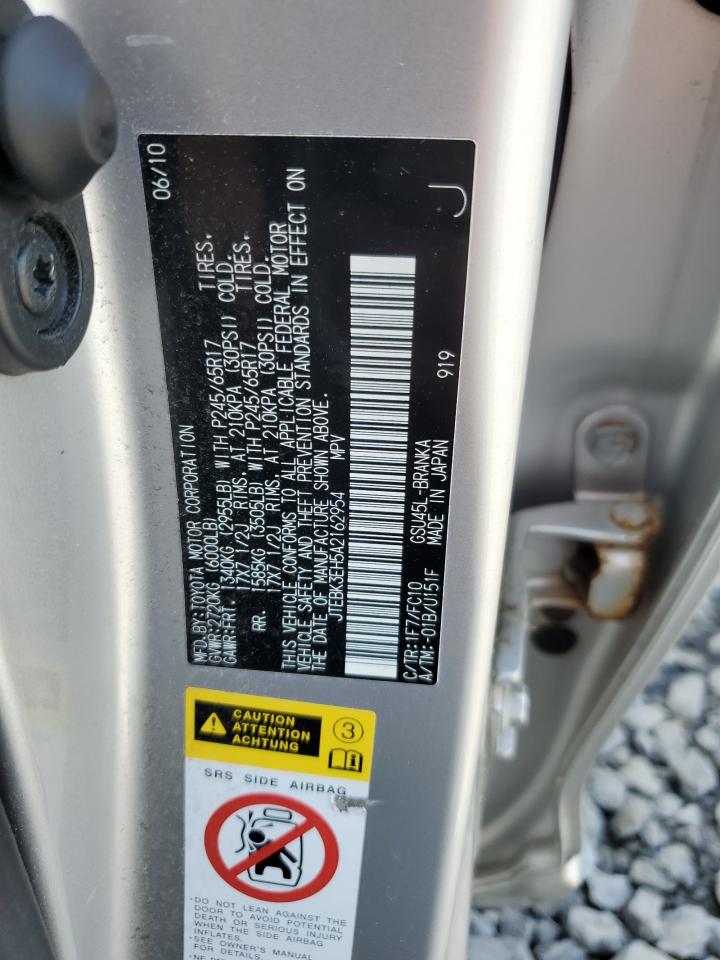 MFD.BY:TOYOTA MOTOR CORPORATION 06/10
GVWR:2720KG (6000LB)
GAWR:FRT. 1340KG (2955LB) WITH P245/65R17 TIRES.
17X7 1/2J RIMS. AT 210KPA (30PSI) COLD.
RR. 1585KG (3505LB) WITH P245/65R17 TIRES.
17X7 1/2J RIMS. AT 210KPA (30PSI) COLD.
THIS VEHICLE CONFORMS TO ALL APPLICABLE FEDERAL MOTOR
VEHICLE SAFETY AND THEFT PREVENTION STANDARDS IN EFFECT ON
THE DATE OF MANUFACTURE SHOWN ABOVE.
JTEBK3EH5A2162954 MPV
C/TR:1F7/FC10 GSU45L-BRANKA 919
A/TM:-01B/U151F MADE IN JAPAN J
CAUTION
ATTENTION
ACHTUNG
3
SRS SIDE AIRBAG
·DO NOT LEAN AGAINST THE
DOOR TO AVOID POTENTIAL
DEATH OR SERIOUS INJURY
WHEN THE SIDE AIRBAG
INFLATES.
·SEE OWNER'S MANUAL
FOR DETAILS.